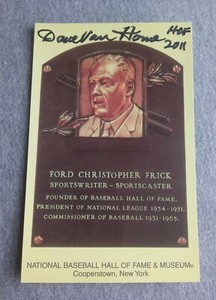 Dave Van Horne HOF
2011
FORD CHRISTOPHER FRICK
SPORTSWRITER - SPORTSCASTER
FOUNDER OF BASEBALL HALL OF FAME.
PRESIDENT OF NATIONAL LEAGUE 1934-1951.
COMMISSIONER OF BASEBALL 1951-1965.
NATIONAL BASEBALL HALL OF FAME & MUSEUM®
Cooperstown, New York